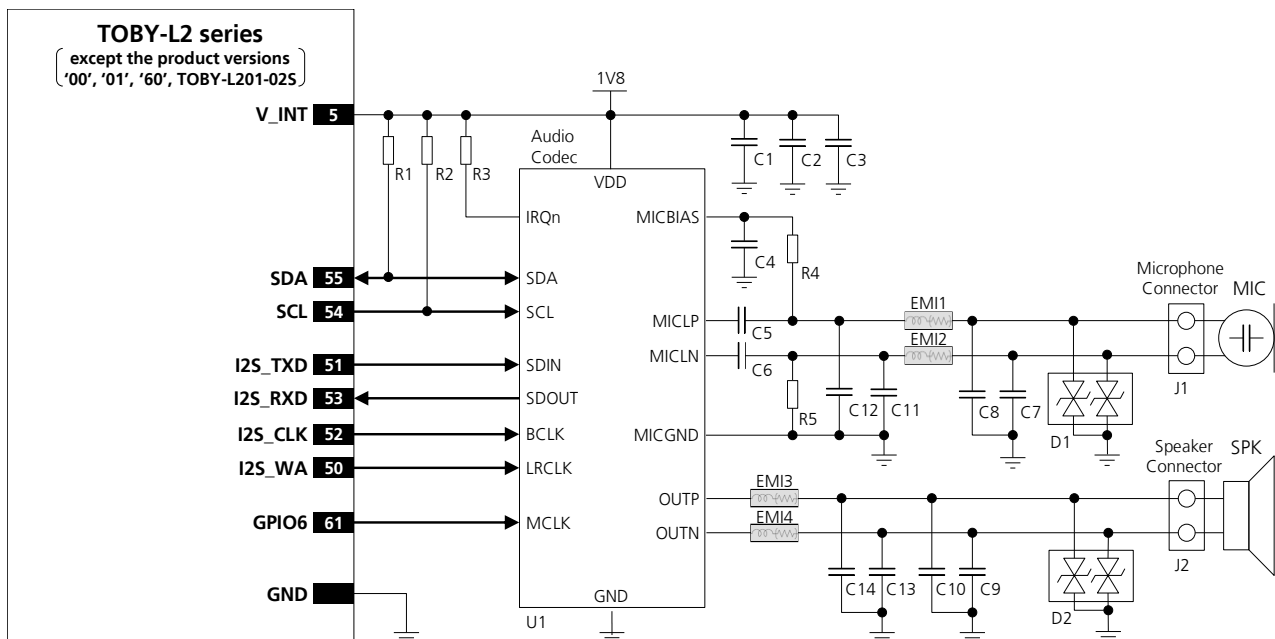 TOBY-L2 series
except the product versions
'00', '01', '60', TOBY-L201-02S
V_INT 5
1V8
Audio
Codec
R1
R2
R3
C1
C2
C3
VDD
IRQn
MICBIAS
C4
R4
SDA 55
SDA
SCL 54
SCL
Microphone
Connector
MIC
MICLP
C5
EMI1
MICLN
C6
EMI2
J1
I2S_TXD 51
SDIN
I2S_RXD 53
SDOUT
R5
C12
C11
C8
C7
D1
I2S_CLK 52
BCLK
MICGND
I2S_WA 50
LRCLK
Speaker
Connector
SPK
GPIO6 61
MCLK
OUTP
EMI3
OUTN
EMI4
J2
C14
C13
C10
C9
D2
GND
GND
U1